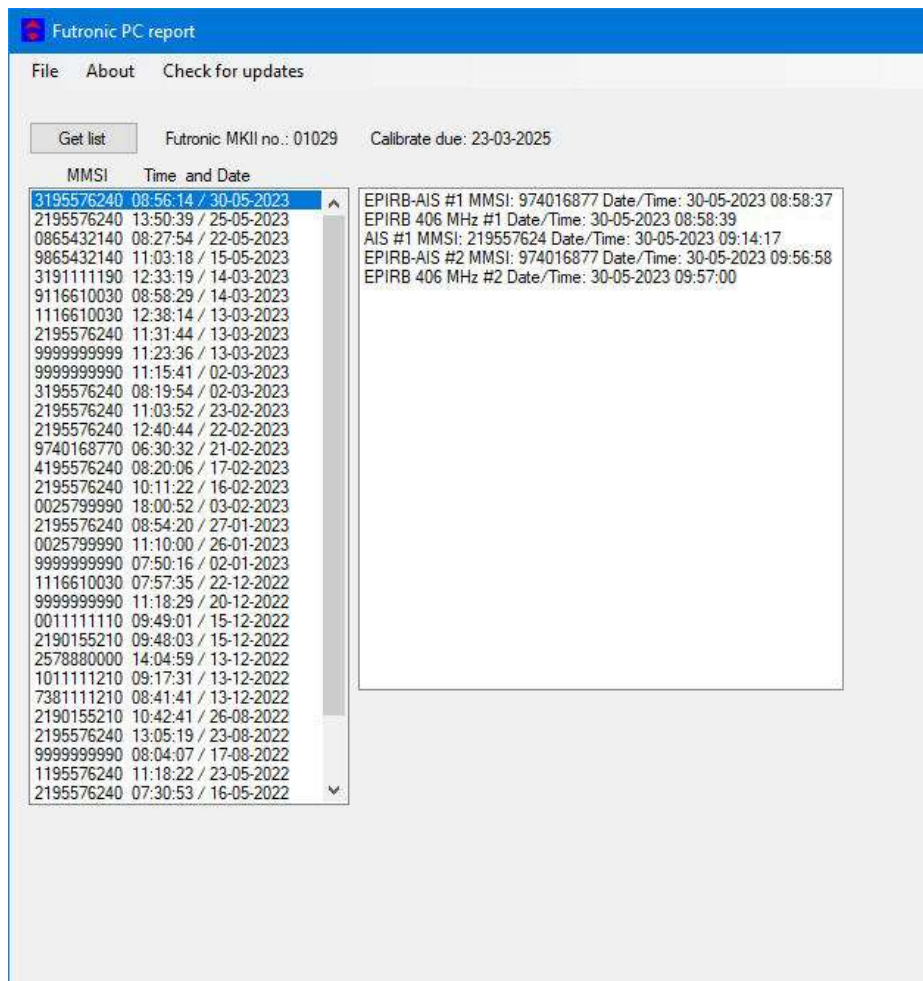 Futronic PC report
File About Check for updates
Get list Futronic MKII no.: 01029 Calibrate due: 23-03-2025
MMSI Time and Date
3195576240 08:56:14 / 30-05-2023
2195576240 13:50:39 / 25-05-2023
0865432140 08:27:54 / 22-05-2023
9865432140 11:03:18 / 15-05-2023
3191111190 12:33:19 / 14-03-2023
9116610030 08:58:29 / 14-03-2023
1116610030 12:38:14 / 13-03-2023
2195576240 11:31:44 / 13-03-2023
9999999999 11:23:36 / 13-03-2023
9999999990 11:15:41 / 02-03-2023
3195576240 08:19:54 / 02-03-2023
2195576240 11:03:52 / 23-02-2023
2195576240 12:40:44 / 22-02-2023
9740168770 06:30:32 / 21-02-2023
4195576240 08:20:06 / 17-02-2023
2195576240 10:11:22 / 16-02-2023
0025799990 18:00:52 / 03-02-2023
2195576240 08:54:20 / 27-01-2023
0025799990 11:10:00 / 26-01-2023
9999999990 07:50:16 / 02-01-2023
1116610030 07:57:35 / 22-12-2022
9999999990 11:18:29 / 20-12-2022
0011111110 09:49:01 / 15-12-2022
2190155210 09:48:03 / 15-12-2022
2578880000 14:04:59 / 13-12-2022
1011111210 09:17:31 / 13-12-2022
7381111210 08:41:41 / 13-12-2022
2190155210 10:42:41 / 26-08-2022
2195576240 13:05:19 / 23-08-2022
9999999990 08:04:07 / 17-08-2022
1195576240 11:18:22 / 23-05-2022
2195576240 07:30:53 / 16-05-2022
EPIRB-AIS #1 MMSI: 974016877 Date/Time: 30-05-2023 08:58:37
EPIRB 406 MHz #1 Date/Time: 30-05-2023 08:58:39
AIS #1 MMSI: 219557624 Date/Time: 30-05-2023 09:14:17
EPIRB-AIS #2 MMSI: 974016877 Date/Time: 30-05-2023 09:56:58
EPIRB 406 MHz #2 Date/Time: 30-05-2023 09:57:00